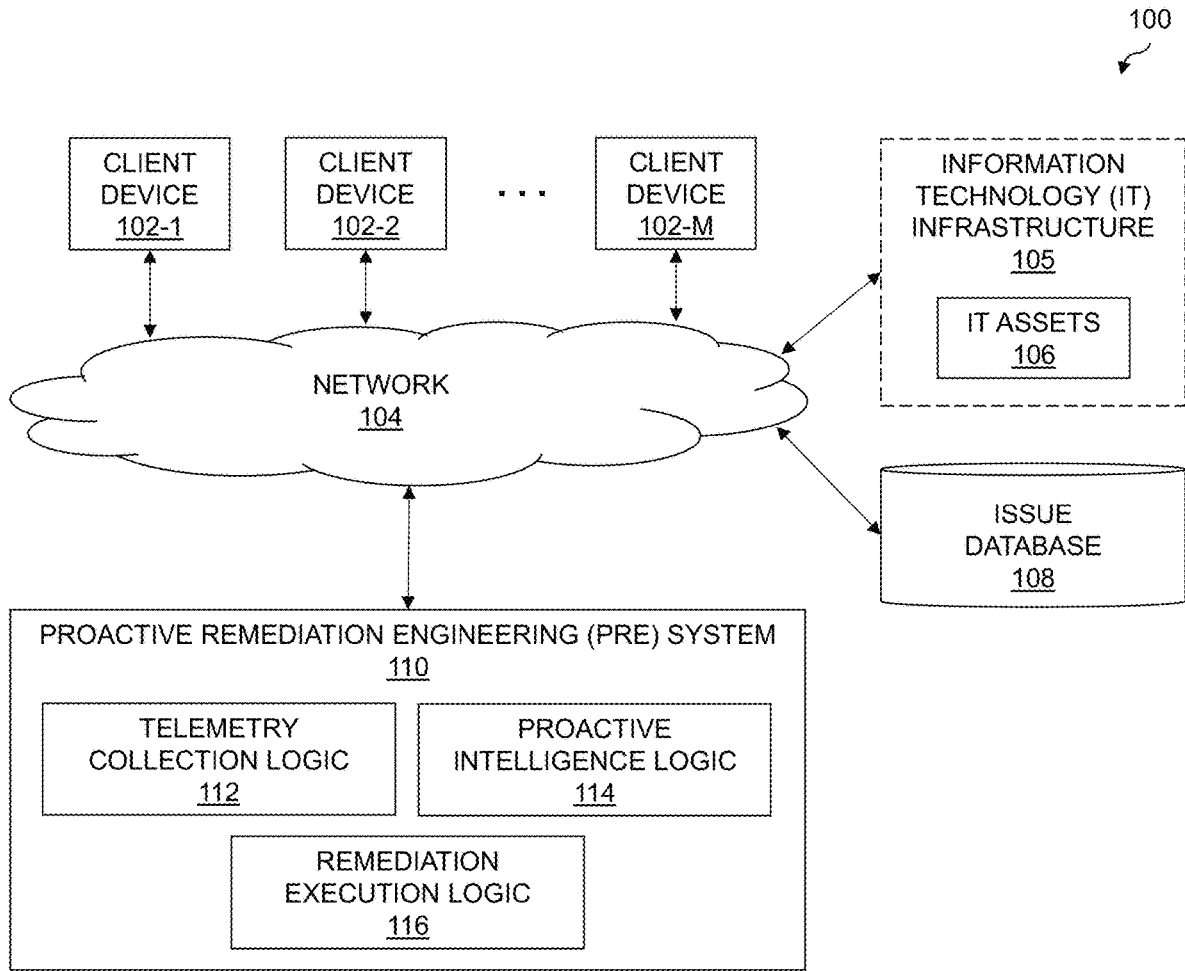 100
CLIENT
DEVICE
102-1
CLIENT
DEVICE
102-2
. . .
CLIENT
DEVICE
102-M
INFORMATION
TECHNOLOGY (IT)
INFRASTRUCTURE
105
IT ASSETS
106
NETWORK
104
ISSUE
DATABASE
108
PROACTIVE REMEDIATION ENGINEERING (PRE) SYSTEM
110
TELEMETRY
COLLECTION LOGIC
112
PROACTIVE
INTELLIGENCE LOGIC
114
REMEDIATION
EXECUTION LOGIC
116